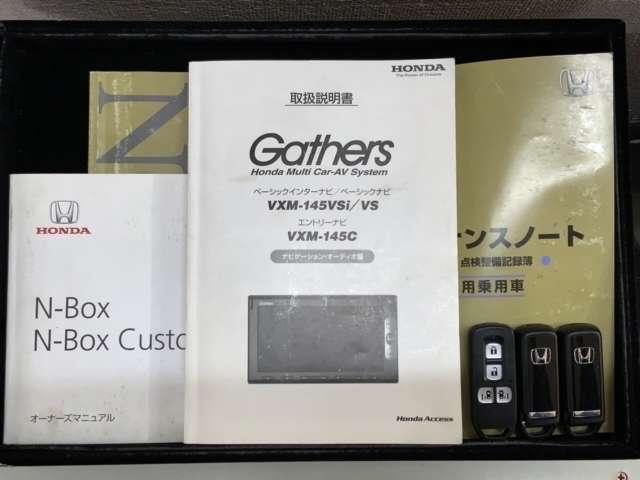 N
HONDA
The Power of Dreams
取扱説明書
Gathers
Honda Multi Car-AV System
ベーシックインターナビ/ベーシックナビ
VXM-145VSi/VS
エントリーナビ
VXM-145C
ナビゲーション・オーディオ編
Honda Access
HONDA
N-Box
N-Box Custo
オーナーズマニュアル
ーンスノート
点検整備記録簿
用乗用車